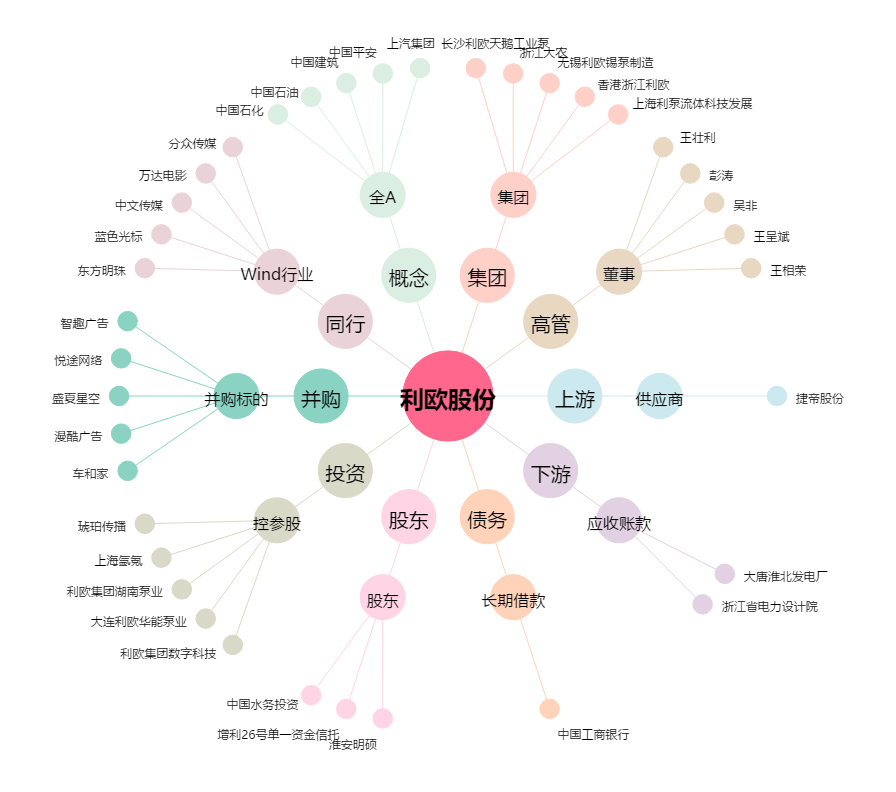 上汽集团
长沙利欧天鹅工业泵
中国平安
浙江大农
中国建筑
无锡利欧锡泵制造
中国石油
香港浙江利欧
中国石化
上海利泵流体科技发展
分众传媒
王壮利
万达电影
彭涛
中文传媒
吴非
蓝色光标
王呈斌
东方明珠
王相荣
全A
集团
Wind行业
董事
概念
集团
同行
高管
智趣广告
悦途网络
盛夏星空
漫酷广告
车和家
并购标的
并购
利欧股份
上游
供应商
捷帝股份
投资
下游
控参股
应收账款
股东
债务
琥珀传播
上海氩氪
利欧集团湖南泵业
大连利欧华能泵业
利欧集团数字科技
大唐淮北发电厂
浙江省电力设计院
股东
长期借款
中国水务投资
增利26号单一资金信托
淮安明硕
中国工商银行